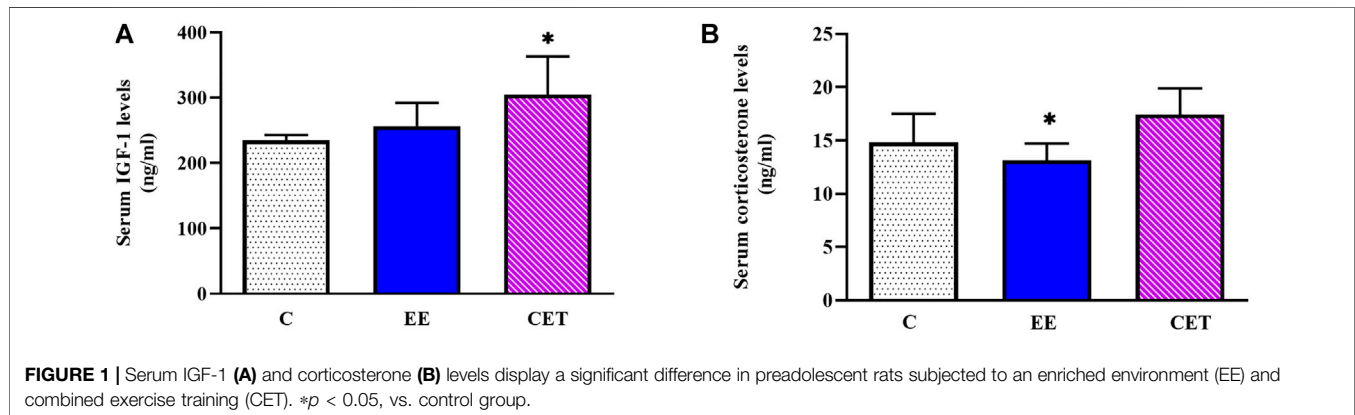 A
Serum IGF-1 levels
(ng/ml)
400
300
200
100
0
*
C
EE
CET
B
Serum corticosterone levels
(ng/ml)
25
20
15
10
5
0
*
C
EE
CET
FIGURE 1 | Serum IGF-1 (A) and corticosterone (B) levels display a significant difference in preadolescent rats subjected to an enriched environment (EE) and
combined exercise training (CET). *p < 0.05, vs. control group.